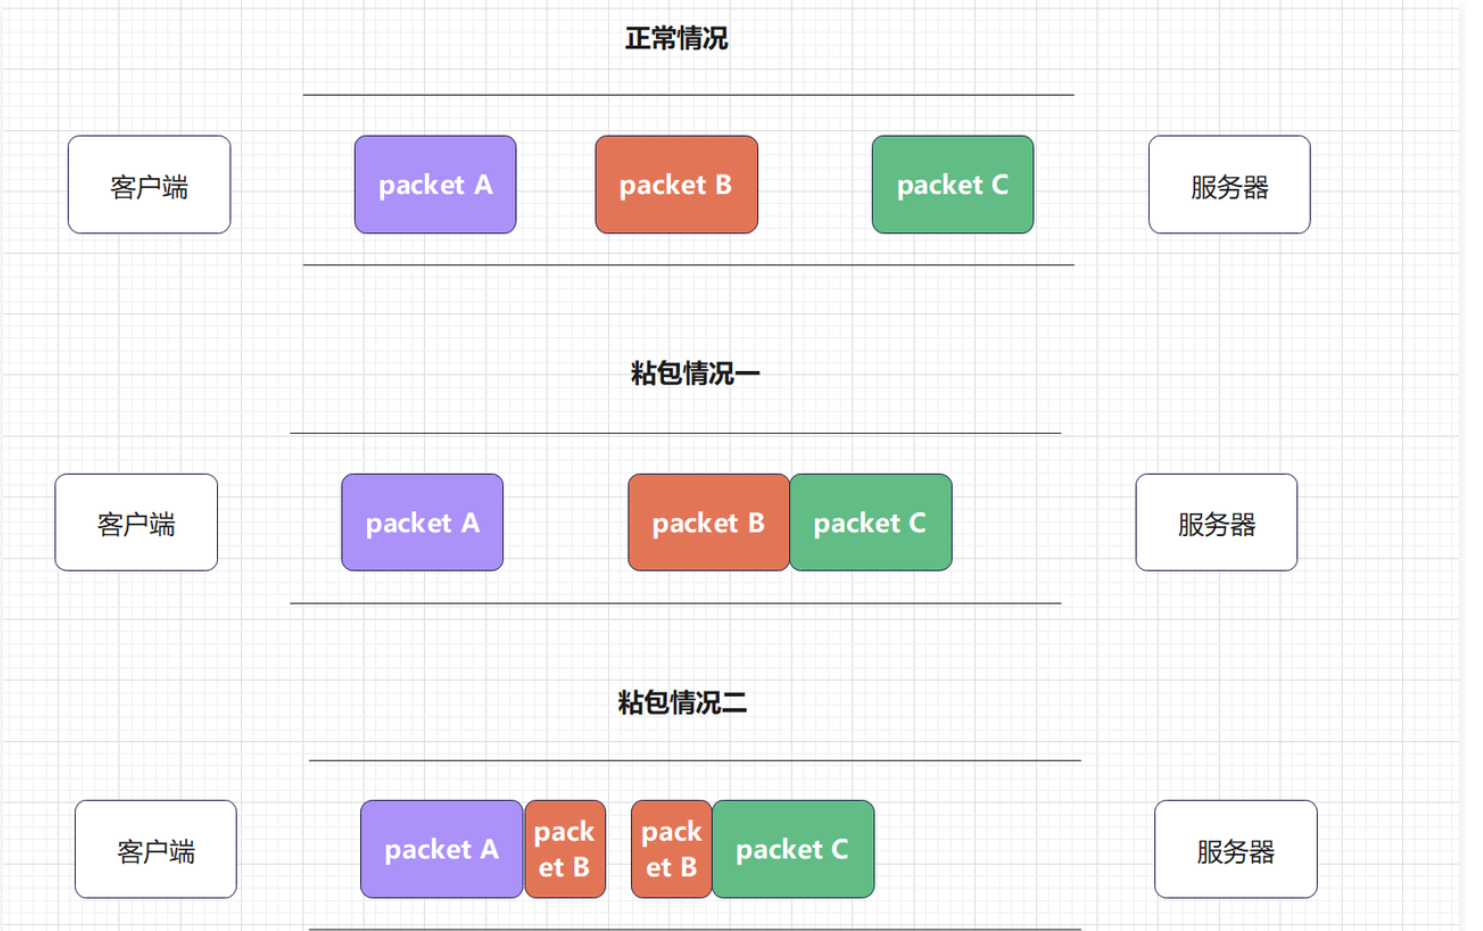 正常情况
客户端
packet A
packet B
packet C
服务器
粘包情况一
客户端
packet A
packet B
packet C
服务器
粘包情况二
客户端
packet A
pack
et B
pack
et B
packet C
服务器